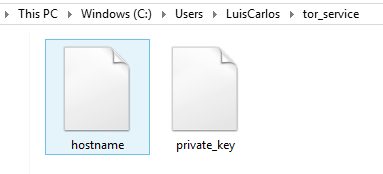 This PC Windows (C:) Users LuisCarlos tor_service
hostname private_key